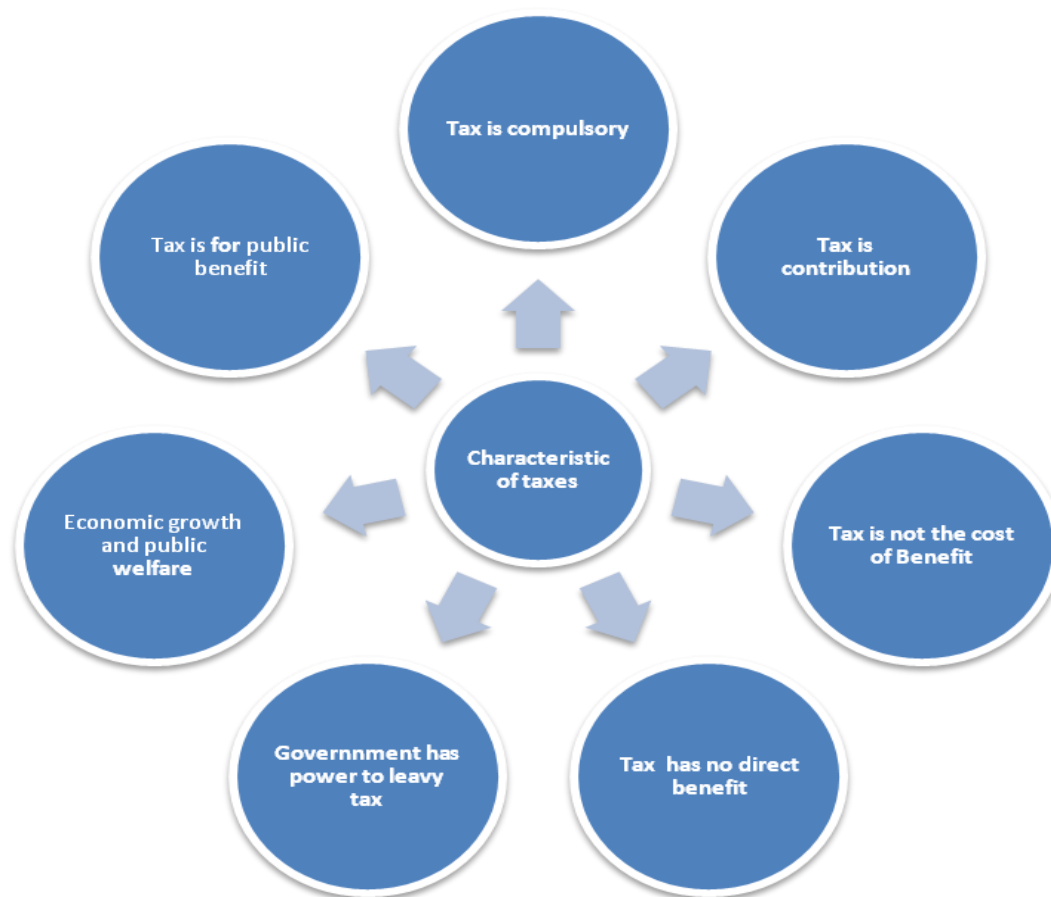 Tax is compulsory
Tax is for public
benefit
Tax is
contribution
Characteristic
of taxes
Economic growth
and public
welfare
Tax is not the cost
of Benefit
Governnment has
power to leavy
tax
Tax has no direct
benefit